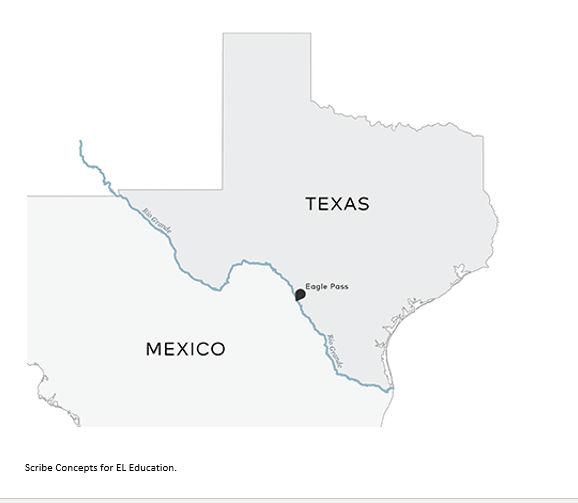 TEXAS
Rio Grande
Eagle Pass
Rio Grande
MEXICO
Scribe Concepts for EL Education.